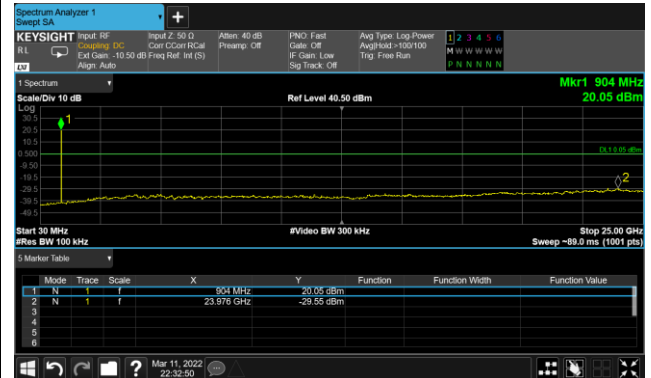 Spectrum Analyzer 1
Swept SA
+
KEYSIGHT Input: RF Input Z: 50 Ω Atten: 40 dB PNO: Fast Avg Type: Log-Power 1 2 3 4 5 6
RL Coupling: DC Corr CCorr RCal Preamp: Off Gate: Off Avg|Hold:>100/100 M W W W W W
Ext Gain: -10.50 dB Freq Ref: Int (S) IF Gain: Low Trig: Free Run
LXI Align: Auto Sig Track: Off P N N N N N
1 Spectrum Mkr1 904 MHz
Scale/Div 10 dB Ref Level 40.50 dBm 20.05 dBm
Log
30.5 1
20.5
10.5
0.500 DL1 0.05 dBm
-9.50
-19.5
-29.5 2
-39.5
-49.5
Start 30 MHz #Video BW 300 kHz Stop 25.00 GHz
#Res BW 100 kHz Sweep ~89.0 ms (1001 pts)
5 Marker Table
Mode Trace Scale X Y Function Function Width Function Value
1 N 1 f 904 MHz 20.05 dBm
2 N 1 f 23.976 GHz -29.55 dBm
3
4
5
6
? Mar 11, 2022
22:32:50